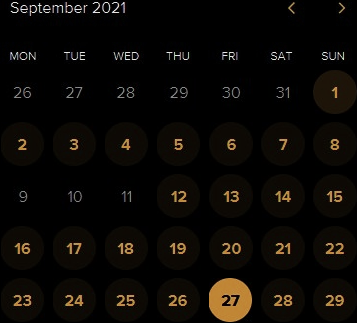 September 2021
MON TUE WED THU FRI SAT SUN
26 27 28 29 30 31 1
2 3 4 5 6 7 8
9 10 11 12 13 14 15
16 17 18 19 20 21 22
23 24 25 26 27 28 29